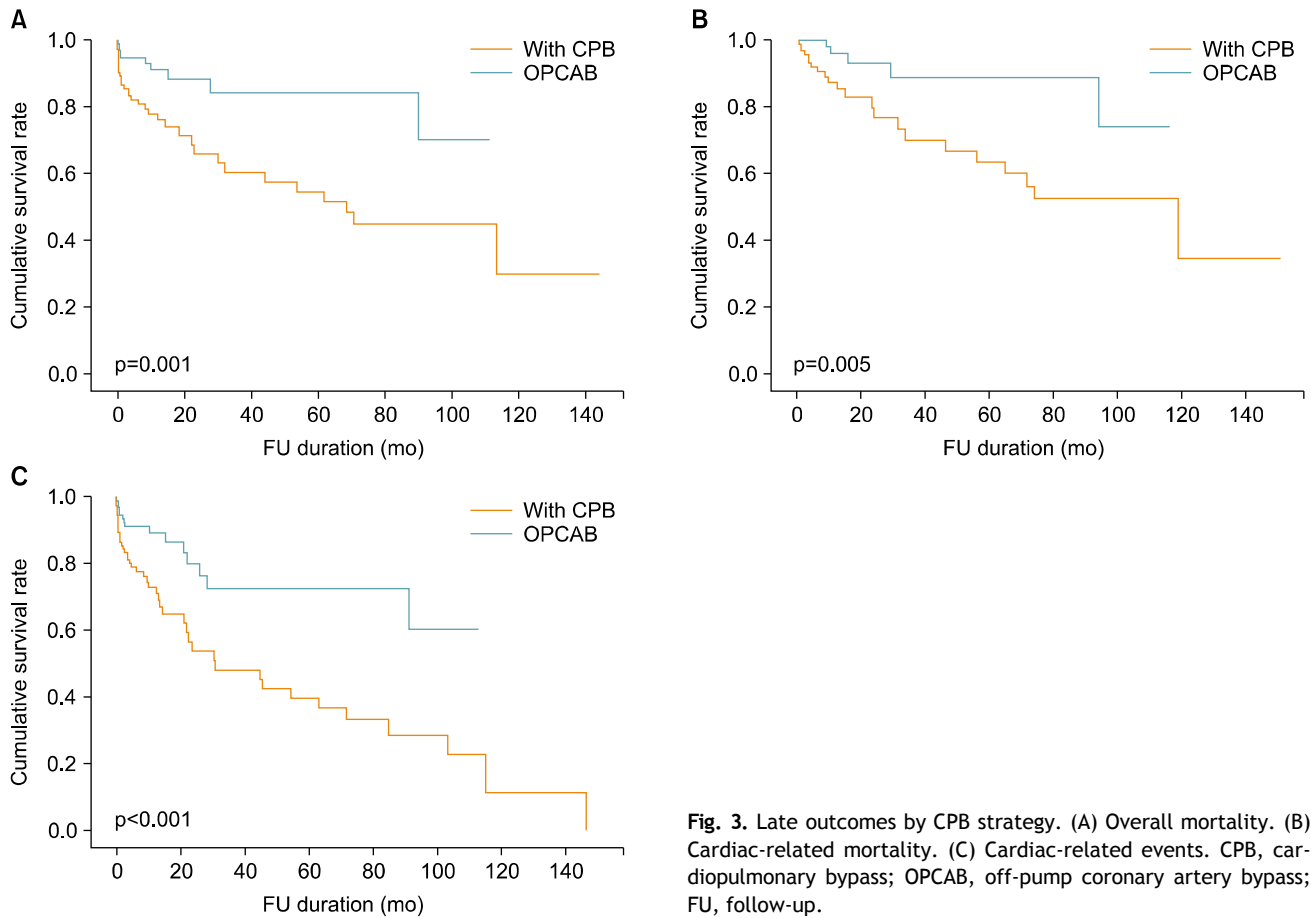 A
1.0
0.8
0.6
0.4
0.2
0.0
Cumulative survival rate
With CPB
OPCAB
p=0.001
0 20 40 60 80 100 120 140
FU duration (mo)
B
1.0
0.8
0.6
0.4
0.2
0.0
Cumulative survival rate
With CPB
OPCAB
p=0.005
0 20 40 60 80 100 120 140
FU duration (mo)
C
1.0
0.8
0.6
0.4
0.2
0.0
Cumulative survival rate
With CPB
OPCAB
p<0.001
0 20 40 60 80 100 120 140
FU duration (mo)
Fig. 3. Late outcomes by CPB strategy. (A) Overall mortality. (B)
Cardiac-related mortality. (C) Cardiac-related events. CPB, car-
diopulmonary bypass; OPCAB, off-pump coronary artery bypass;
FU, follow-up.